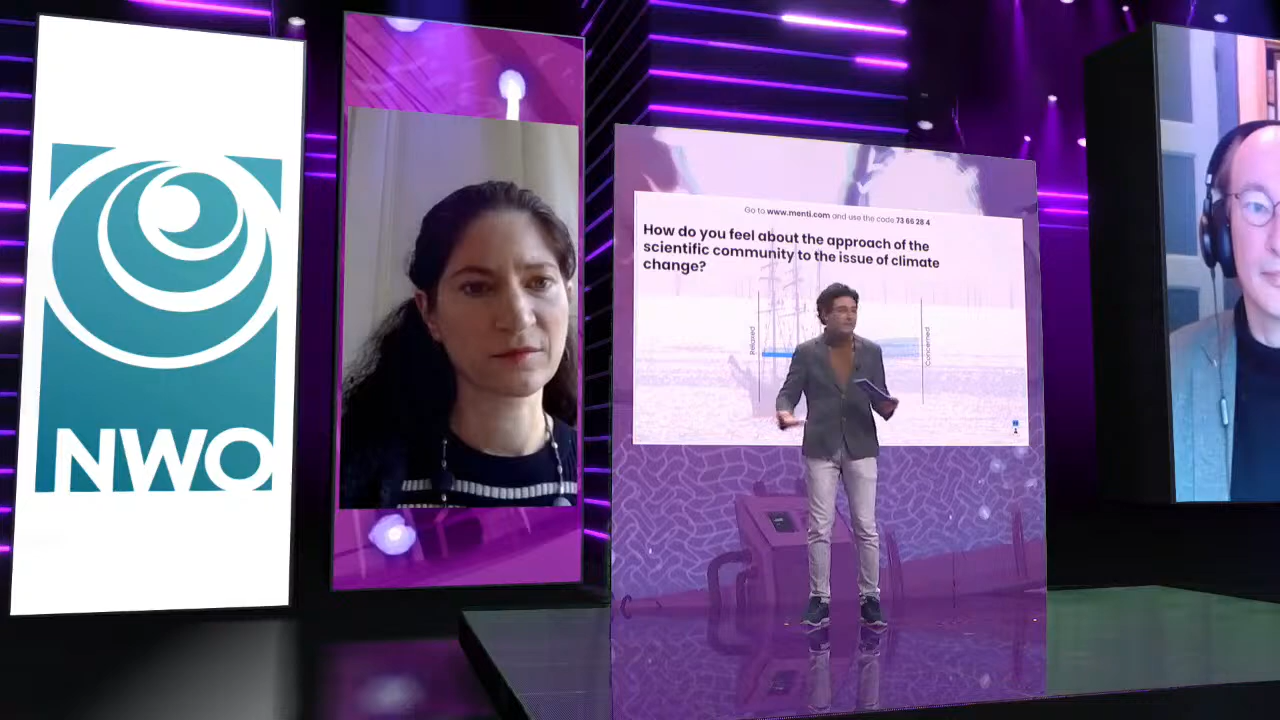 NWO
Go to www.menti.com and use the code 73 66 28 4
How do you feel about the approach of the
scientific community to the issue of climate
change?
Relaxed
Concerned